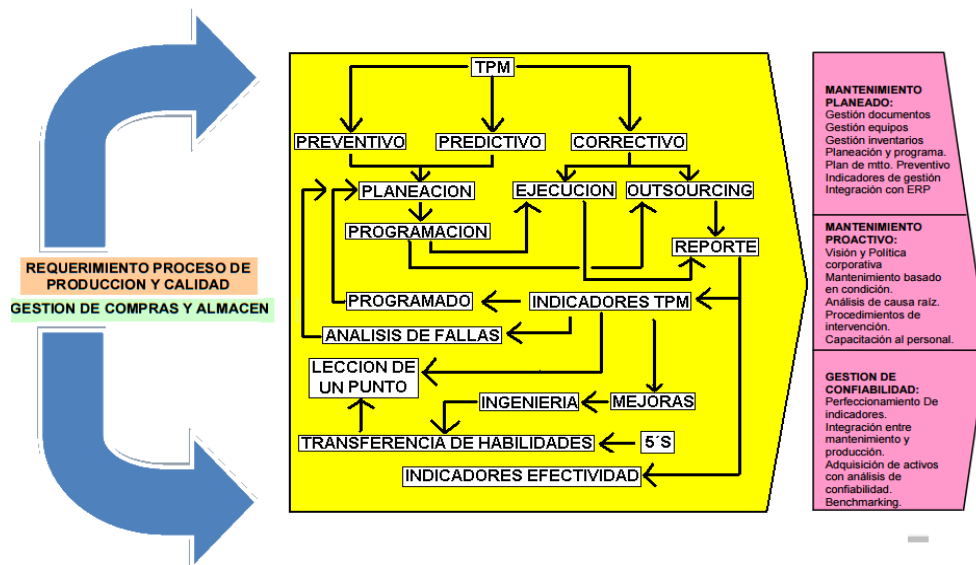 REQUERIMIENTO PROCESO DE
PRODUCCION Y CALIDAD
GESTION DE COMPRAS Y ALMACEN
TPM
PREVENTIVO
PREDICTIVO
CORRECTIVO
PLANEACION
EJECUCION
OUTSOURCING
PROGRAMACION
REPORTE
PROGRAMADO
INDICADORES TPM
ANALISIS DE FALLAS
LECCION DE
UN PUNTO
INGENIERIA
MEJORAS
TRANSFERENCIA DE HABILIDADES
5´S
INDICADORES EFECTIVIDAD
MANTENIMIENTO
PLANEADO:
Gestión documentos
Gestión equipos
Gestión inventarios
Planeación y programa.
Plan de mtto. Preventivo
Indicadores de gestión
Integración con ERP
MANTENIMIENTO
PROACTIVO:
Visión y Política
corporativa
Mantenimiento basado
en condición.
Análisis de causa raíz.
Procedimientos de
intervención.
Capacitación al personal.
GESTION DE
CONFIABILIDAD:
Perfeccionamiento De
indicadores.
Integración entre
mantenimiento y
producción.
Adquisición de activos
con análisis de
confiabilidad.
Benchmarking.